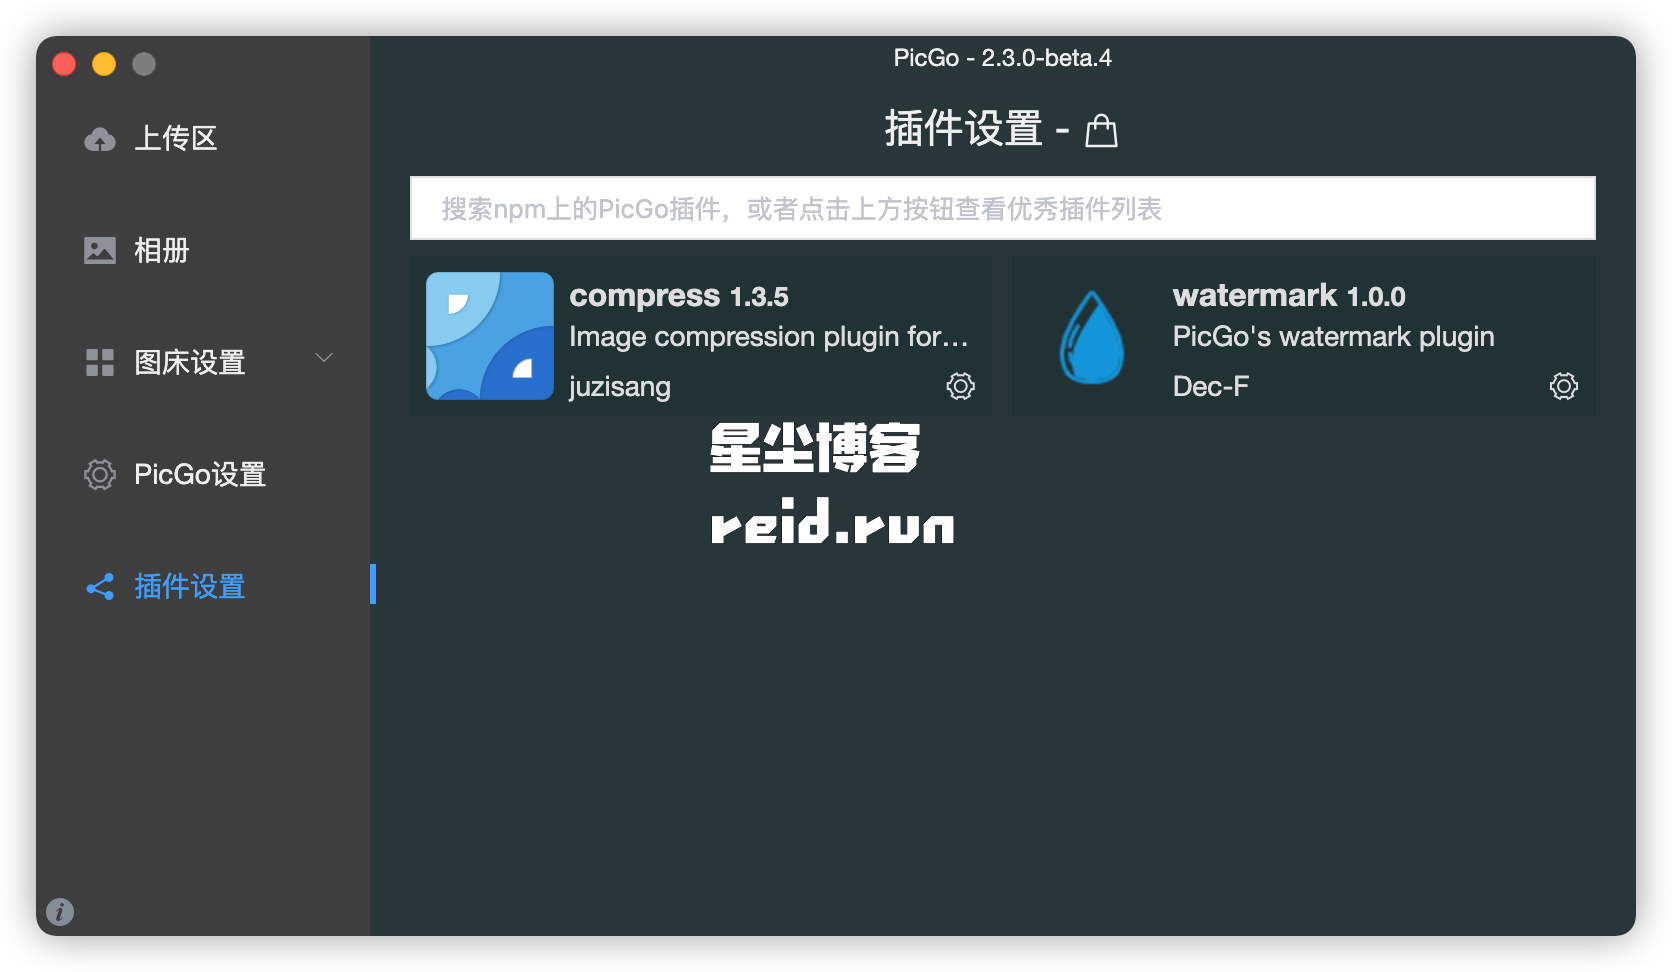 PicGo - 2.3.0-beta.4
上传区
相册
图床设置
PicGo设置
插件设置
插件设置 -
搜索npm上的PicGo插件，或者点击上方按钮查看优秀插件列表
compress 1.3.5
Image compression plugin for...
juzisang
watermark 1.0.0
PicGo's watermark plugin
Dec-F
星尘博客
reid.run